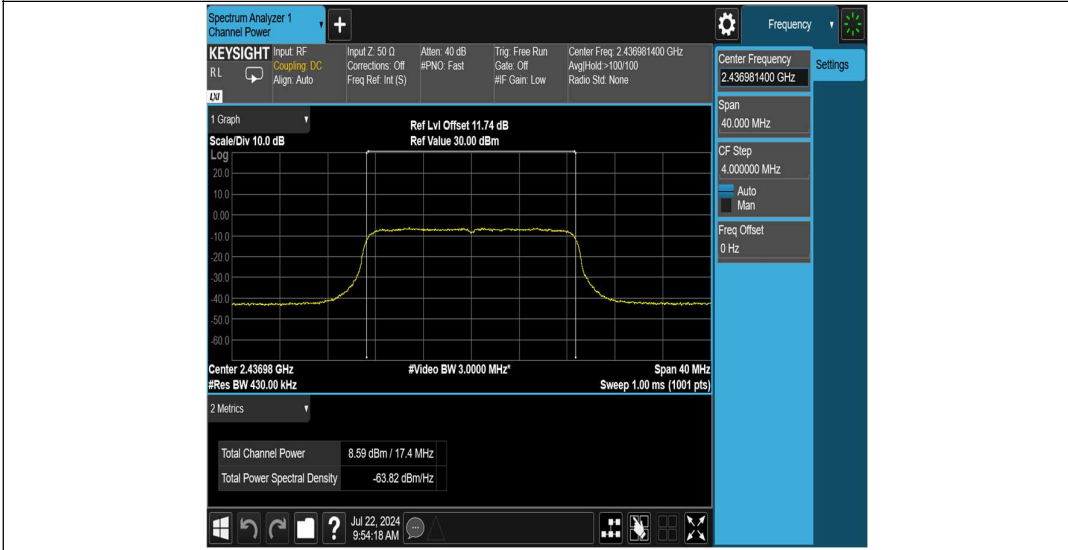 Spectrum Analyzer 1
Channel Power
+
Frequency
KEYSIGHT
RL
LXI
Input: RF
Coupling: DC
Align: Auto
Input Z: 50 Ω
Corrections: Off
Freq Ref: Int (S)
Atten: 40 dB
#PNO: Fast
Trig: Free Run
Gate: Off
#IF Gain: Low
Center Freq: 2.436981400 GHz
Avg|Hold:>100/100
Radio Std: None
Center Frequency
2.436981400 GHz
Settings
Span
40.000 MHz
CF Step
4.000000 MHz
Auto
Man
Freq Offset
0 Hz
1 Graph
Scale/Div 10.0 dB
Ref Lvl Offset 11.74 dB
Ref Value 30.00 dBm
Log
20.0
10.0
0.00
-10.0
-20.0
-30.0
-40.0
-50.0
-60.0
Center 2.43698 GHz
#Res BW 430.00 kHz
#Video BW 3.0000 MHz*
Span 40 MHz
Sweep 1.00 ms (1001 pts)
2 Metrics
Total Channel Power 8.59 dBm / 17.4 MHz
Total Power Spectral Density -63.82 dBm/Hz
?
Jul 22, 2024
9:54:18 AM